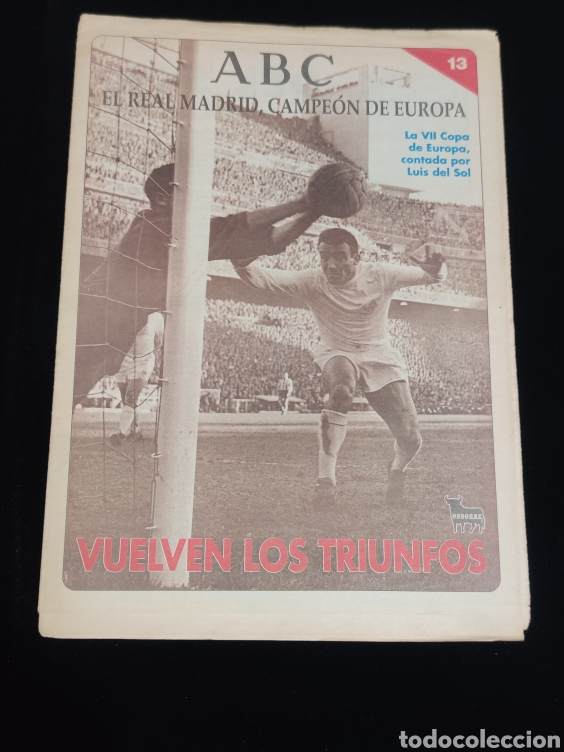 ABC
13
EL REAL MADRID, CAMPEÓN DE EUROPA
La VII Copa
de Europa,
contada por
Luis del Sol
OSBORNE
VUELVEN LOS TRIUNFOS
todocoleccion